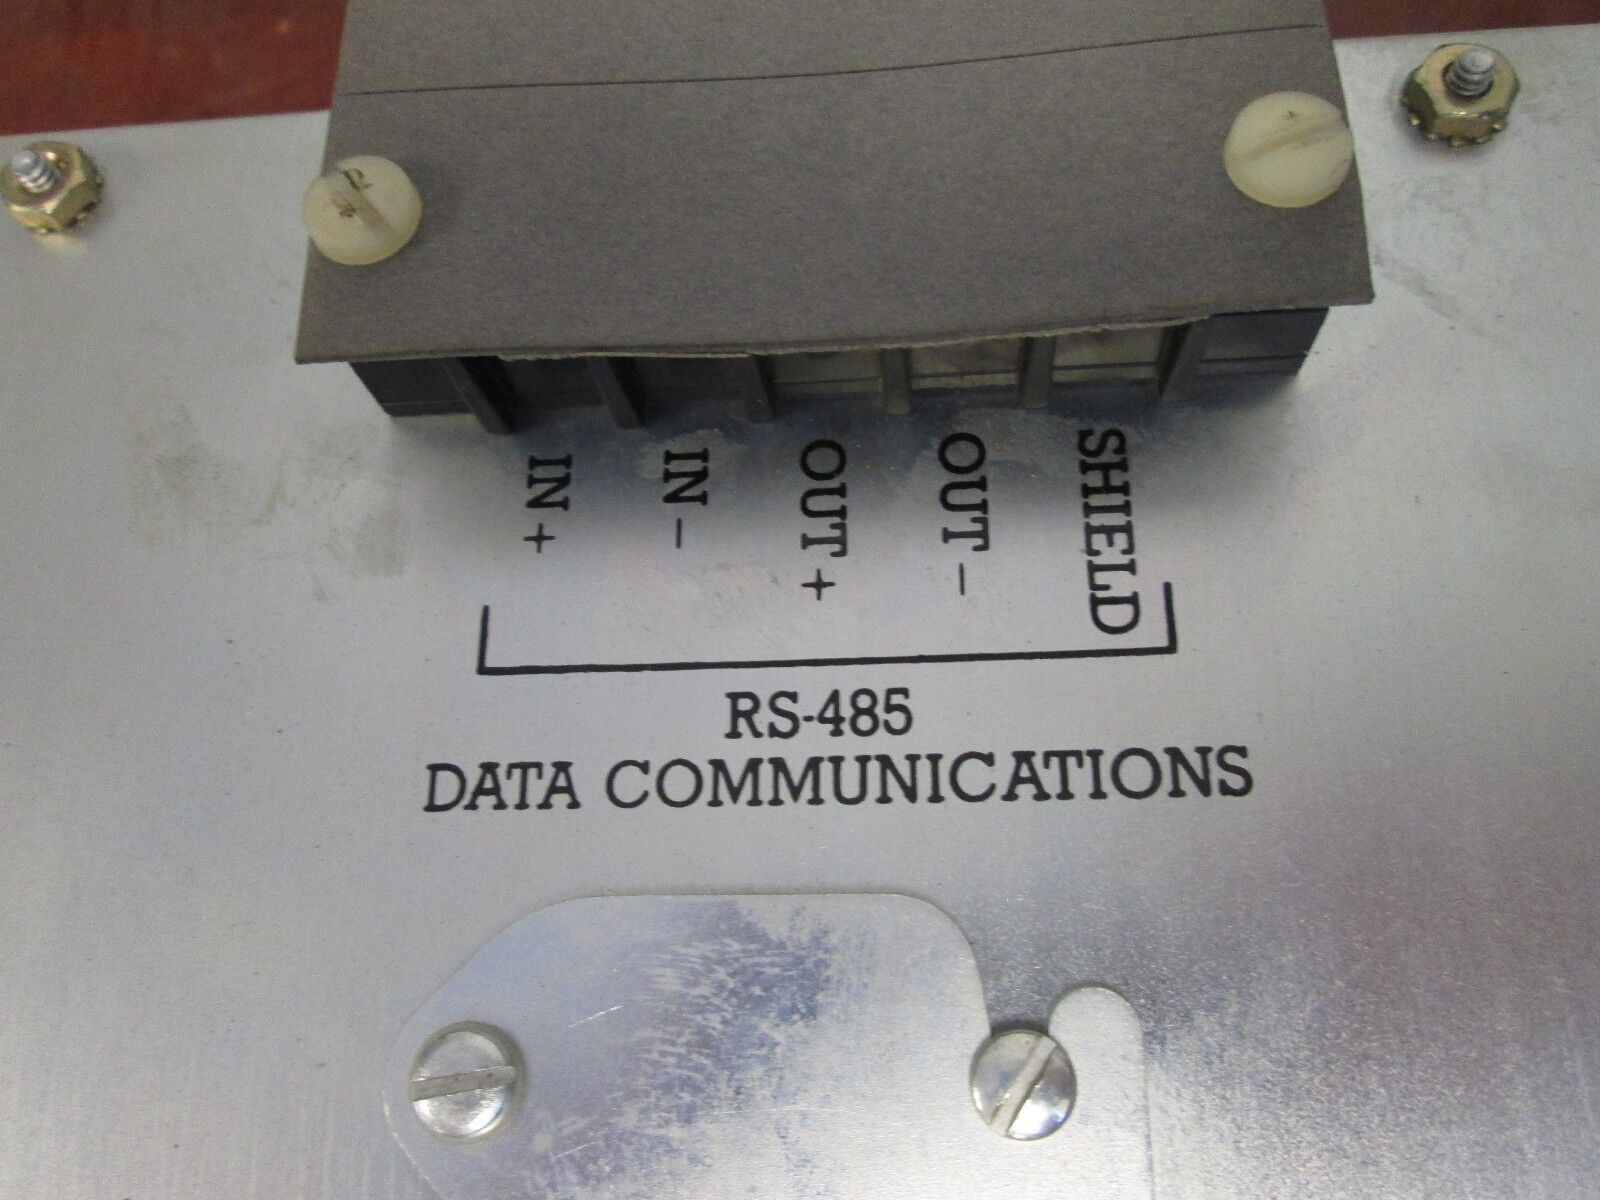 IN +
IN -
OUT +
OUT -
SHIELD
RS-485
DATA COMMUNICATIONS